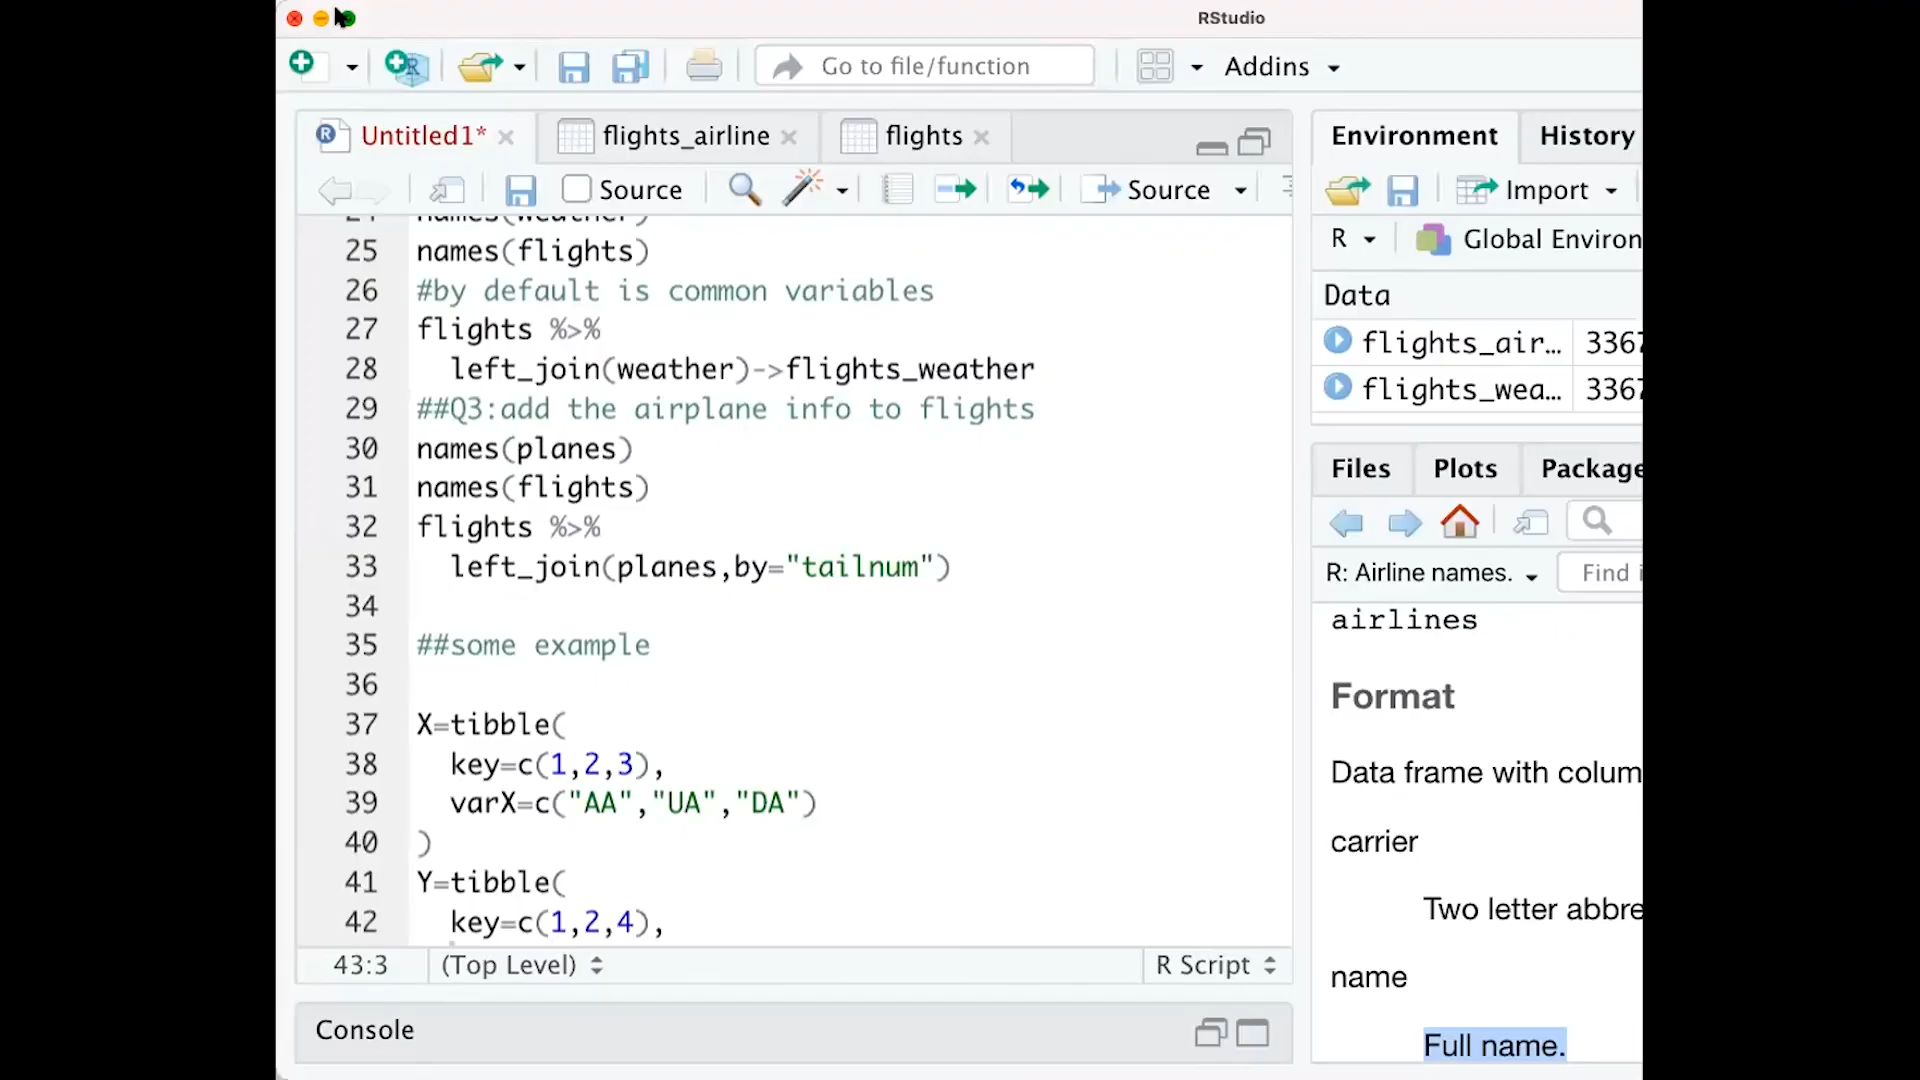 RStudio
Go to file/function
Addins
Untitled1*
flights_airline
flights
Source
Source
24 names(weather)
25 names(flights)
26 #by default is common variables
27 flights %>%
28 left_join(weather)->flights_weather
29 ##Q3:add the airplane info to flights
30 names(planes)
31 names(flights)
32 flights %>%
33 left_join(planes,by="tailnum")
34
35 ##some example
36
37 X=tibble(
38 key=c(1,2,3),
39 varX=c("AA","UA","DA")
40 )
41 Y=tibble(
42 key=c(1,2,4),
43:3 (Top Level) R Script
Console
Environment History
Import
R Global Environ
Data
flights_air… 3367
flights_wea… 3367
Files Plots Package
R: Airline names. Find i
airlines
Format
Data frame with colum
carrier
Two letter abbre
name
Full name.